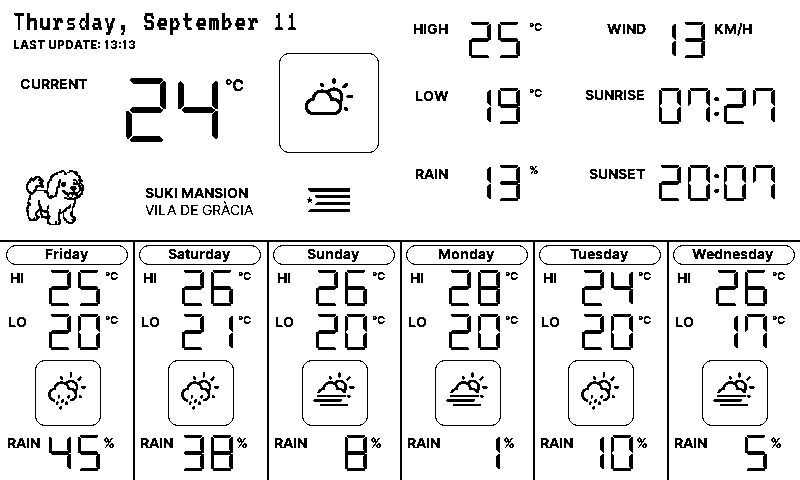 Thursday, September 11
LAST UPDATE: 13:13
CURRENT 24 °C
SUKI MANSION
VILA DE GRÀCIA
HIGH 25 °C
WIND 13 KM/H
LOW 19 °C
SUNRISE 07:27
RAIN 13 %
SUNSET 20:07
Friday
HI 25 °C
LO 20 °C
RAIN 45 %
Saturday
HI 26 °C
LO 21 °C
RAIN 38 %
Sunday
HI 26 °C
LO 20 °C
RAIN 8 %
Monday
HI 28 °C
LO 20 °C
RAIN 1 %
Tuesday
HI 24 °C
LO 20 °C
RAIN 10 %
Wednesday
HI 26 °C
LO 17 °C
RAIN 5 %